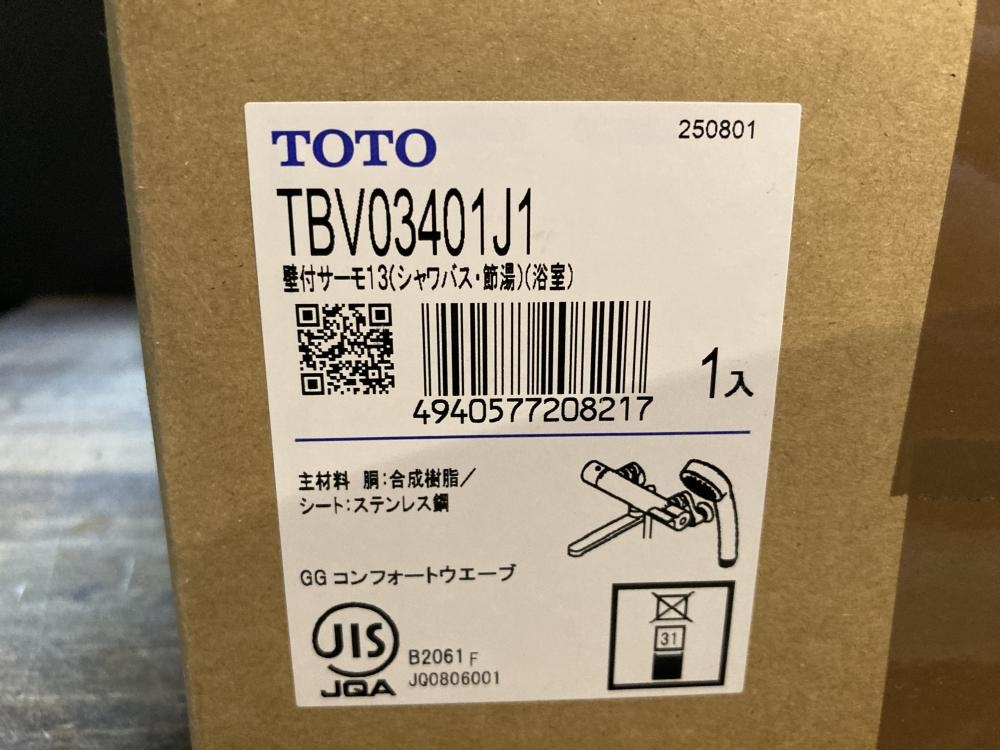 TOTO
250801
TBV03401J1
壁付サーモ13(シャワバス・節湯)(浴室)
4940577208217
1入
主材料 胴:合成樹脂/
シート:ステンレス鋼
GG コンフォートウエーブ
JIS
JQA
B2061 F
JQ0806001
31